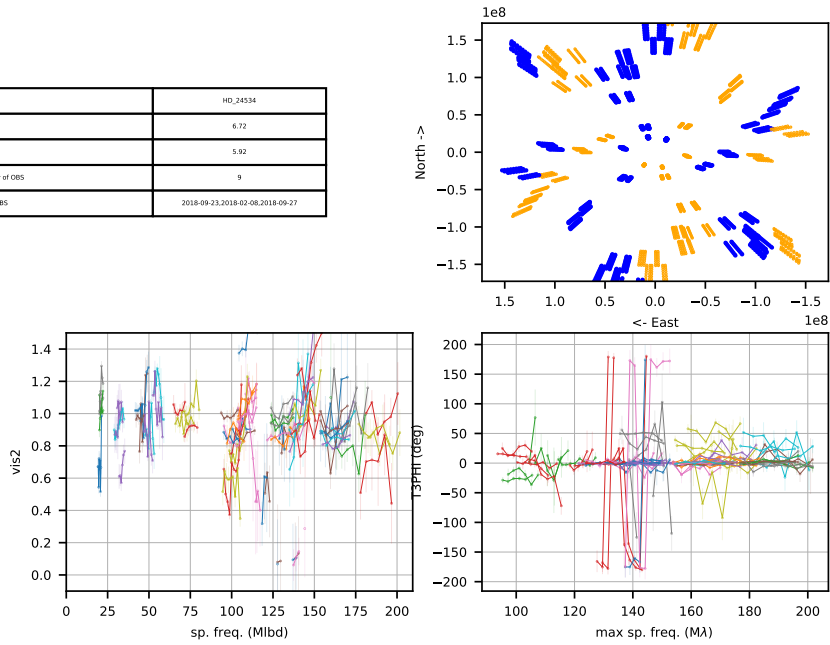 HD_24534
6.72
5.92
r of OBS 9
BS 2018-09-23,2018-02-08,2018-09-27
1e8
1.5
1.0
0.5
0.0
−0.5
−1.0
−1.5
North ->
1.5 1.0 0.5 0.0 −0.5 −1.0 −1.5
<- East 1e8
1.4
1.2
1.0
0.8
0.6
0.4
0.2
0.0
vis2
0 25 50 75 100 125 150 175 200
sp. freq. (Mlbd)
200
150
100
50
0
−50
−100
−150
−200
T3PHI (deg)
100 120 140 160 180 200
max sp. freq. (Mλ)